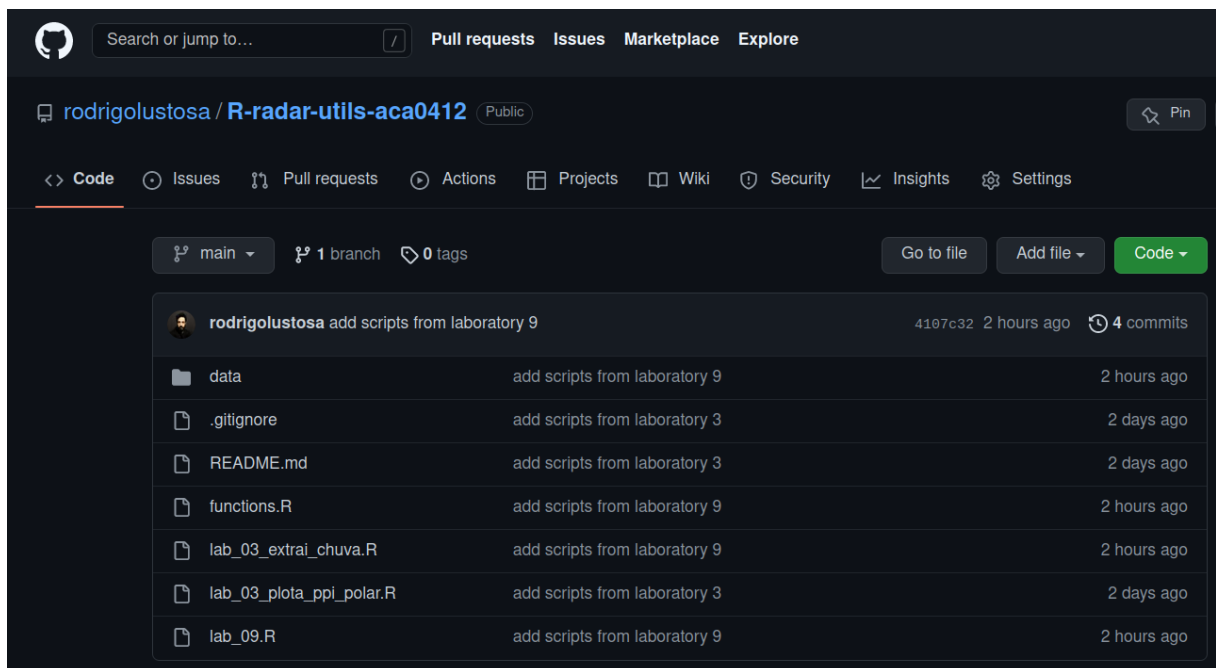 Search or jump to… / Pull requests Issues Marketplace Explore
rodrigolustosa / R-radar-utils-aca0412 Public Pin
<> Code Issues Pull requests Actions Projects Wiki Security Insights Settings
main 1 branch 0 tags Go to file Add file Code
rodrigolustosa add scripts from laboratory 9 4107c32 2 hours ago 4 commits
data add scripts from laboratory 9 2 hours ago
.gitignore add scripts from laboratory 3 2 days ago
README.md add scripts from laboratory 3 2 days ago
functions.R add scripts from laboratory 9 2 hours ago
lab_03_extrai_chuva.R add scripts from laboratory 9 2 hours ago
lab_03_plota_ppi_polar.R add scripts from laboratory 3 2 days ago
lab_09.R add scripts from laboratory 9 2 hours ago